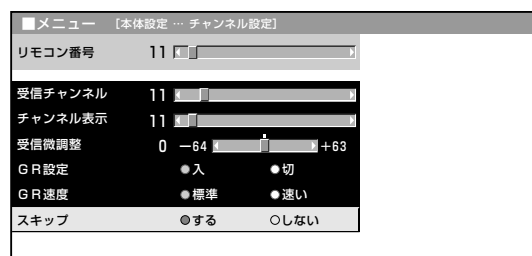 ■メニュー [本体設定 … チャンネル設定]
リモコン番号 11
受信チャンネル 11
チャンネル表示 11
受信微調整 0 －64 ＋63
ＧＲ設定 ●入 ●切
ＧＲ速度 ●標準 ●速い
スキップ ●する ○しない